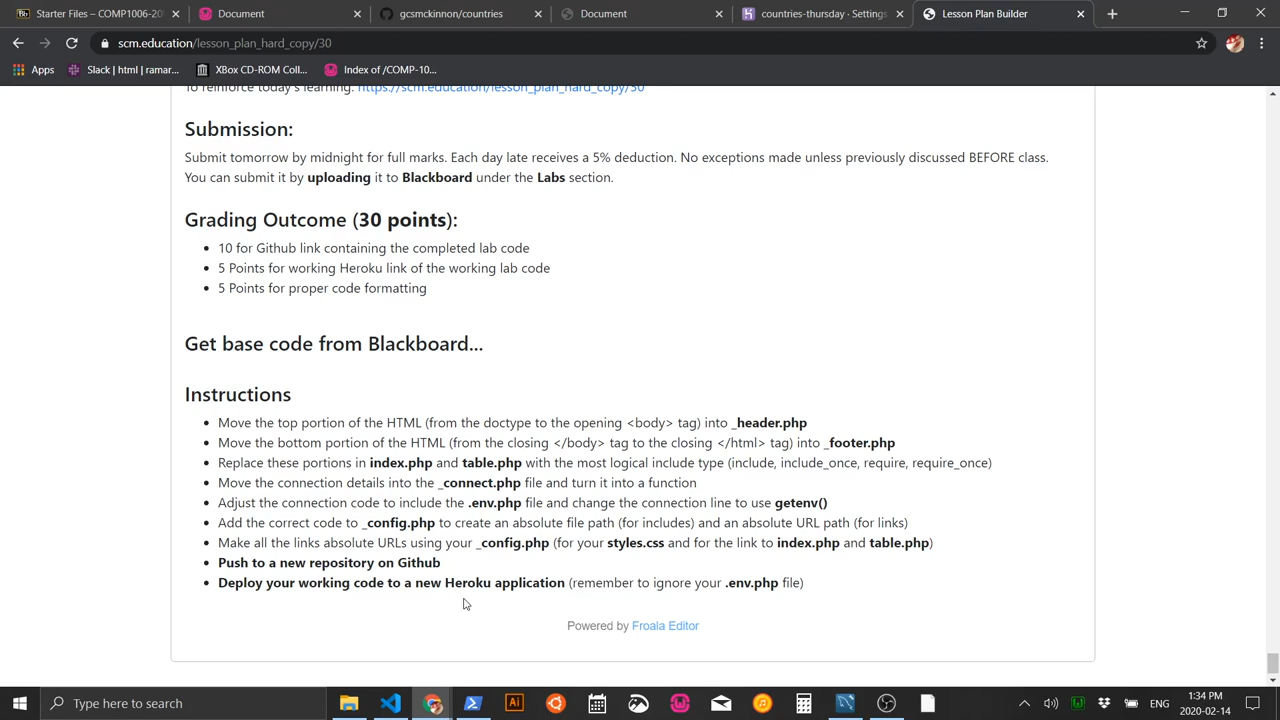 Starter Files - COMP1006-20
Document
gcsmckinnon/countries
Document
countries-thursday · Settings
Lesson Plan Builder
scm.education/lesson_plan_hard_copy/30
Apps
Slack | html | ramar...
XBox CD-ROM Coll...
Index of /COMP-10...
To reinforce today's learning: https://scm.education/lesson_plan_hard_copy/30
Submission:
Submit tomorrow by midnight for full marks. Each day late receives a 5% deduction. No exceptions made unless previously discussed BEFORE class.
You can submit it by uploading it to Blackboard under the Labs section.
Grading Outcome (30 points):
10 for Github link containing the completed lab code
5 Points for working Heroku link of the working lab code
5 Points for proper code formatting
Get base code from Blackboard...
Instructions
Move the top portion of the HTML (from the doctype to the opening <body> tag) into _header.php
Move the bottom portion of the HTML (from the closing </body> tag to the closing </html> tag) into _footer.php
Replace these portions in index.php and table.php with the most logical include type (include, include_once, require, require_once)
Move the connection details into the _connect.php file and turn it into a function
Adjust the connection code to include the .env.php file and change the connection line to use getenv()
Add the correct code to _config.php to create an absolute file path (for includes) and an absolute URL path (for links)
Make all the links absolute URLs using your _config.php (for your styles.css and for the link to index.php and table.php)
Push to a new repository on Github
Deploy your working code to a new Heroku application (remember to ignore your .env.php file)
Powered by Froala Editor
Type here to search
Ai
ENG
1:34 PM
2020-02-14